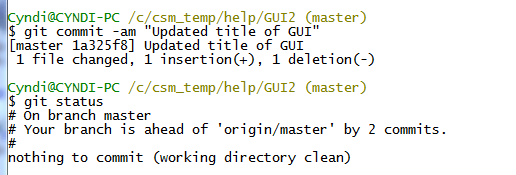 Cyndi@CYNDI-PC /c/csm_temp/help/GUI2 (master)
$ git commit -am "Updated title of GUI"
[master 1a325f8] Updated title of GUI
 1 file changed, 1 insertion(+), 1 deletion(-)

Cyndi@CYNDI-PC /c/csm_temp/help/GUI2 (master)
$ git status
# On branch master
# Your branch is ahead of 'origin/master' by 2 commits.
#
nothing to commit (working directory clean)